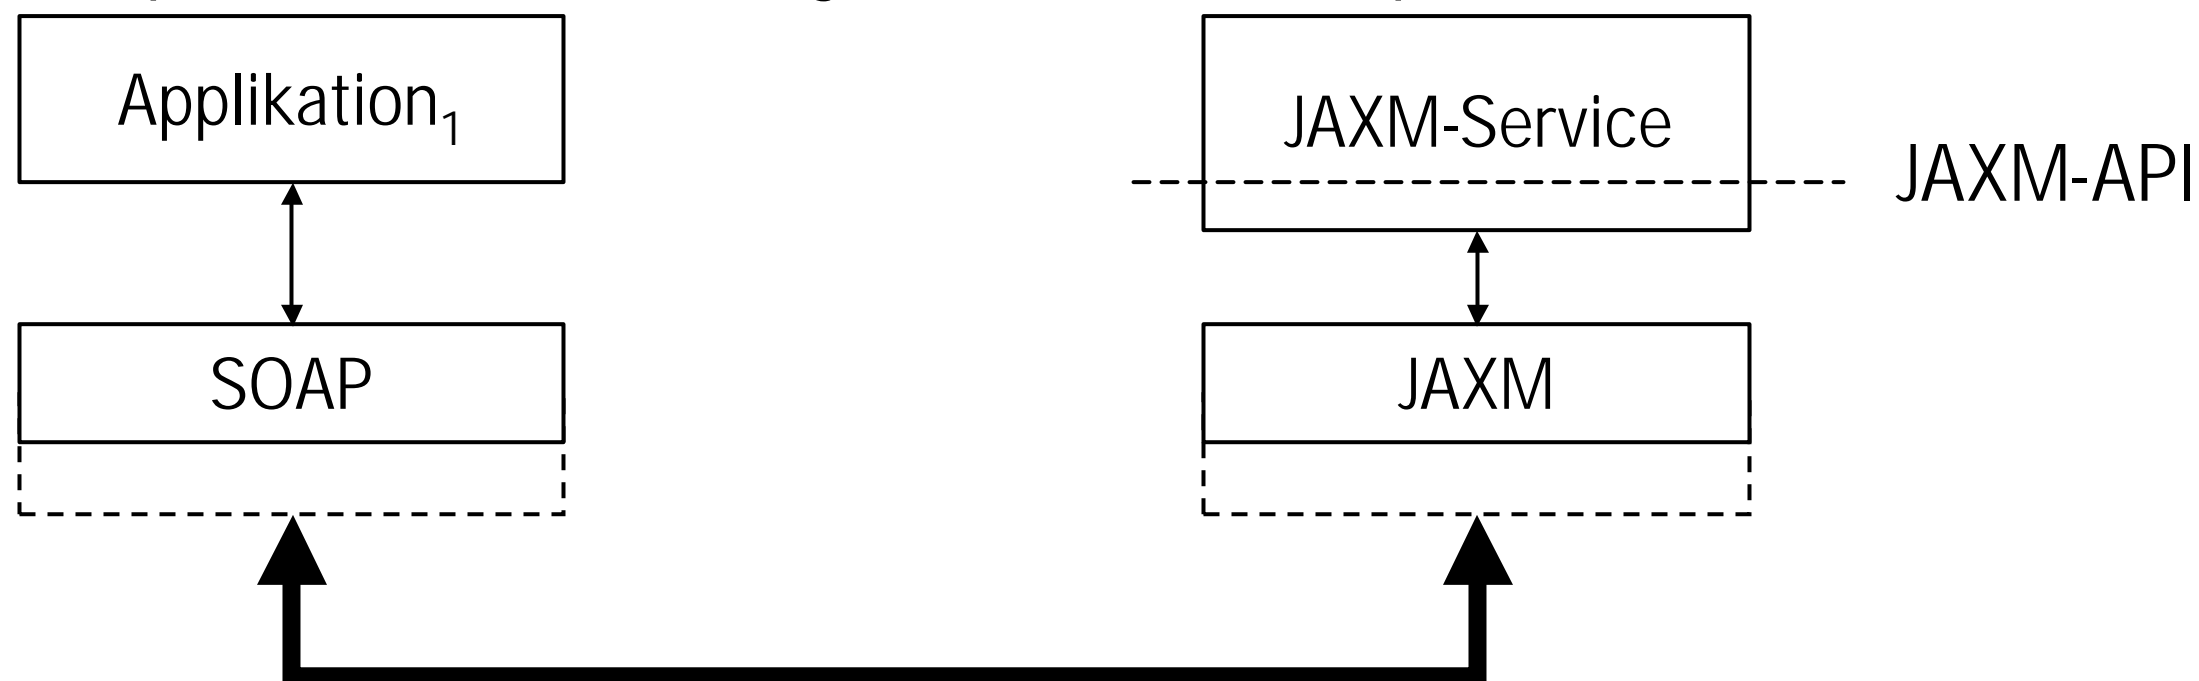 Applikation₁
JAXM-Service
JAXM-API
SOAP
JAXM